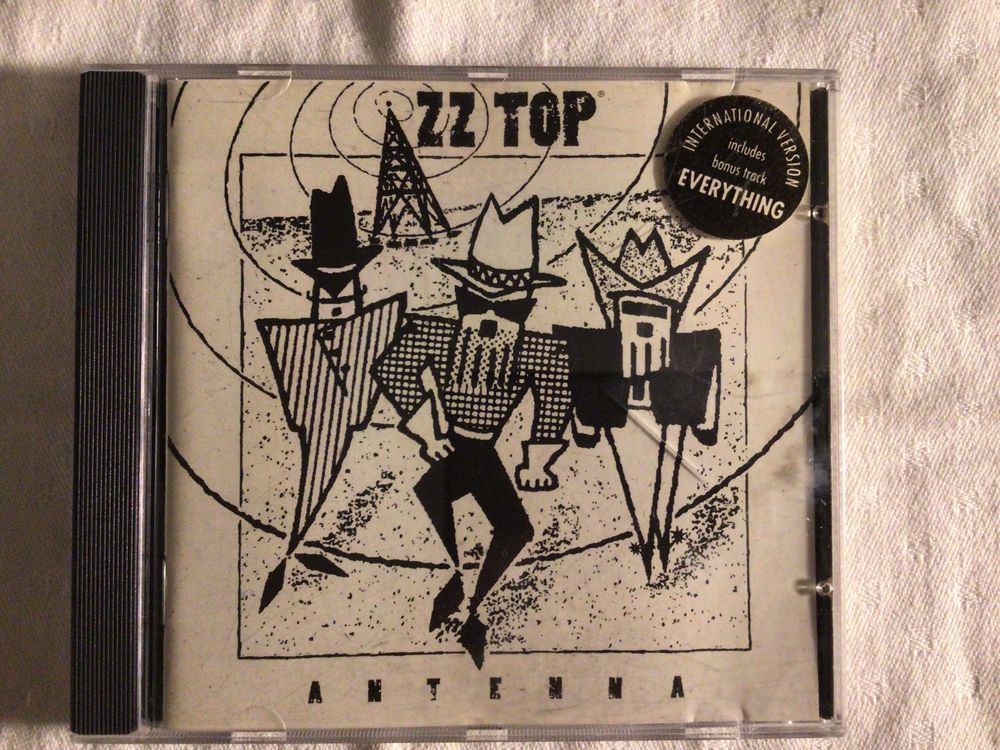 ZZ TOP®
INTERNATIONAL VERSION
includes
bonus track
EVERYTHING
ANTENNA